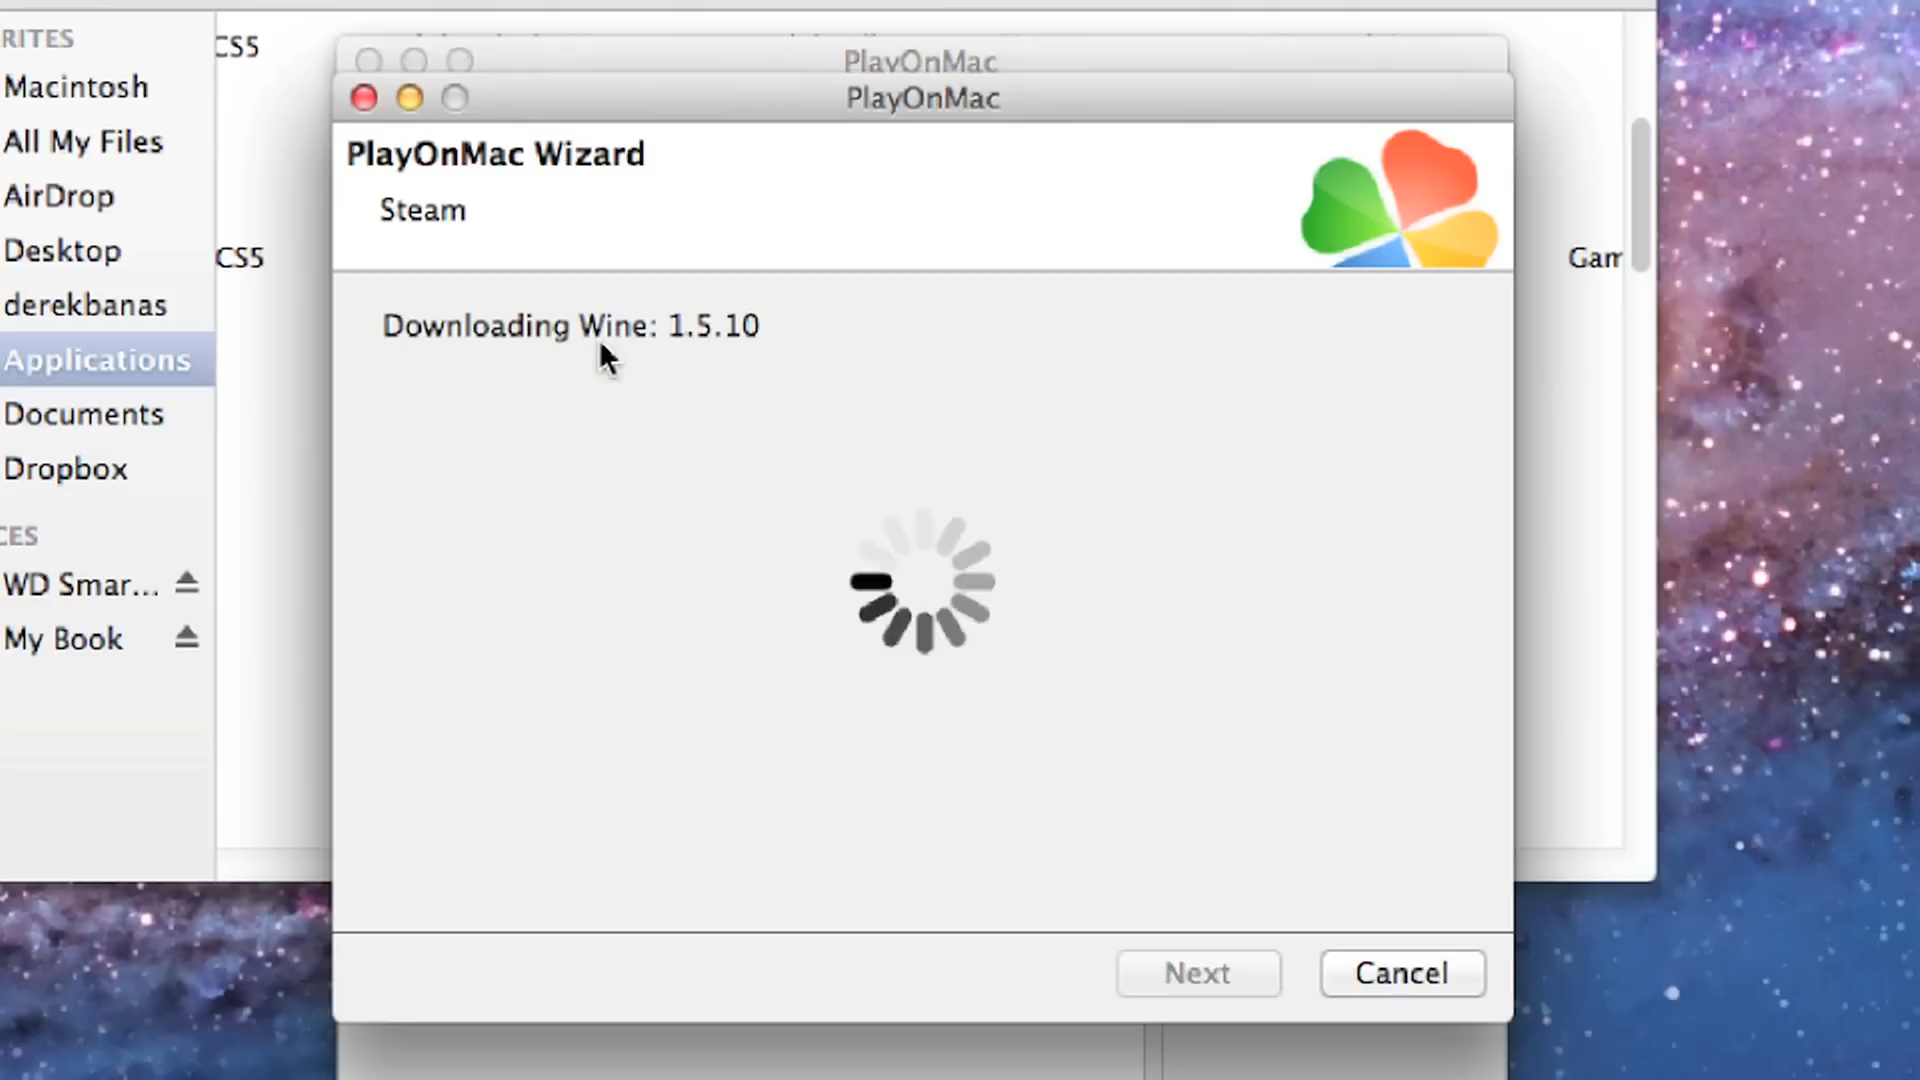 RITES
Macintosh
All My Files
AirDrop
Desktop
derekbanas
Applications
Documents
Dropbox
CES
WD Smar...
My Book
CS5
CS5
Gam
PlayOnMac
PlayOnMac
PlayOnMac Wizard
Steam
Downloading Wine: 1.5.10
Next
Cancel